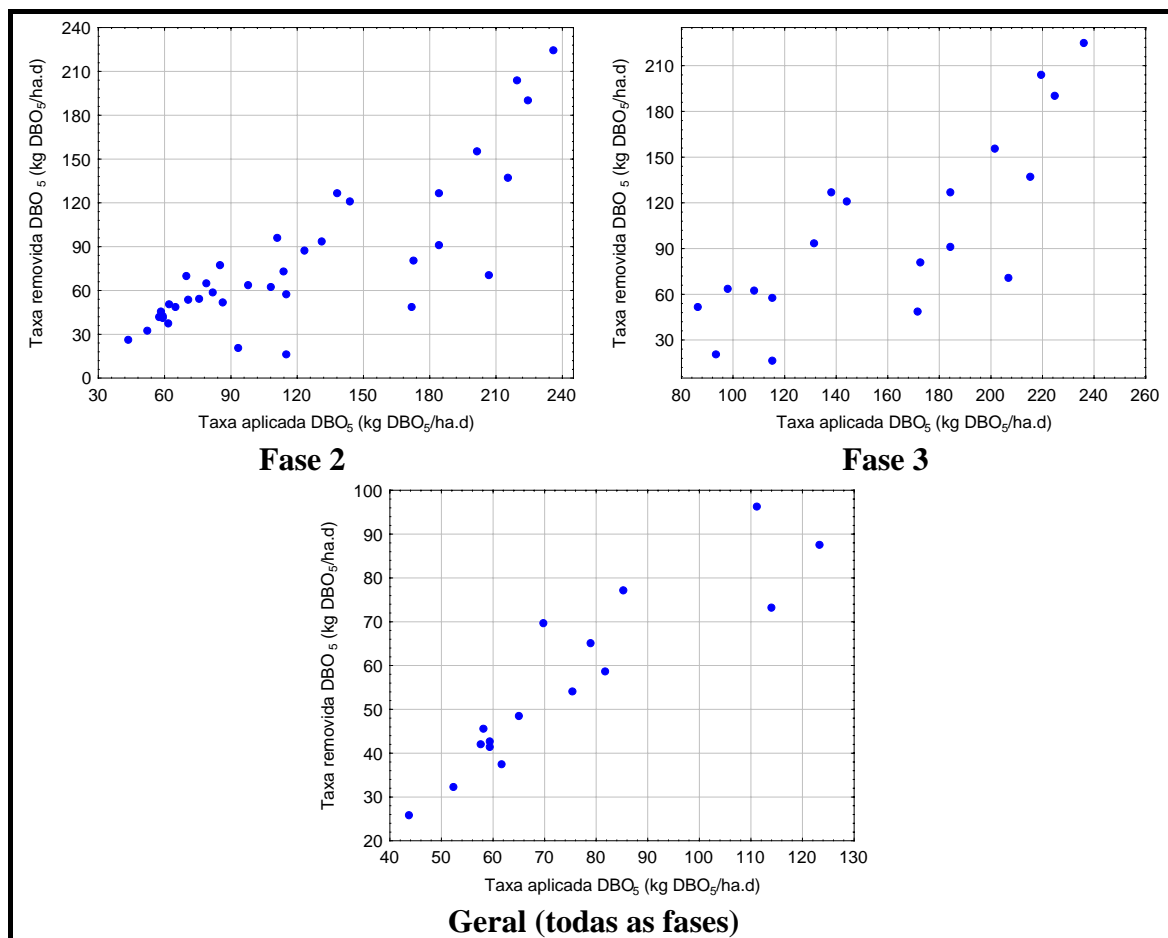 Taxa removida DBO5 (kg DBO5/ha.d)
240
210
180
150
120
90
60
30
0
30 60 90 120 150 180 210 240
Taxa aplicada DBO5 (kg DBO5/ha.d)
Fase 2
Taxa removida DBO5 (kg DBO5/ha.d)
210
180
150
120
90
60
30
80 100 120 140 160 180 200 220 240 260
Taxa aplicada DBO5 (kg DBO5/ha.d)
Fase 3
Taxa removida DBO5 (kg DBO5/ha.d)
100
90
80
70
60
50
40
30
20
40 50 60 70 80 90 100 110 120 130
Taxa aplicada DBO5 (kg DBO5/ha.d)
Geral (todas as fases)